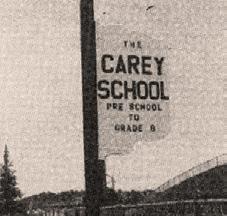 THE
CAREY
SCHOOL
PRE SCHOOL
TO
GRADE 8